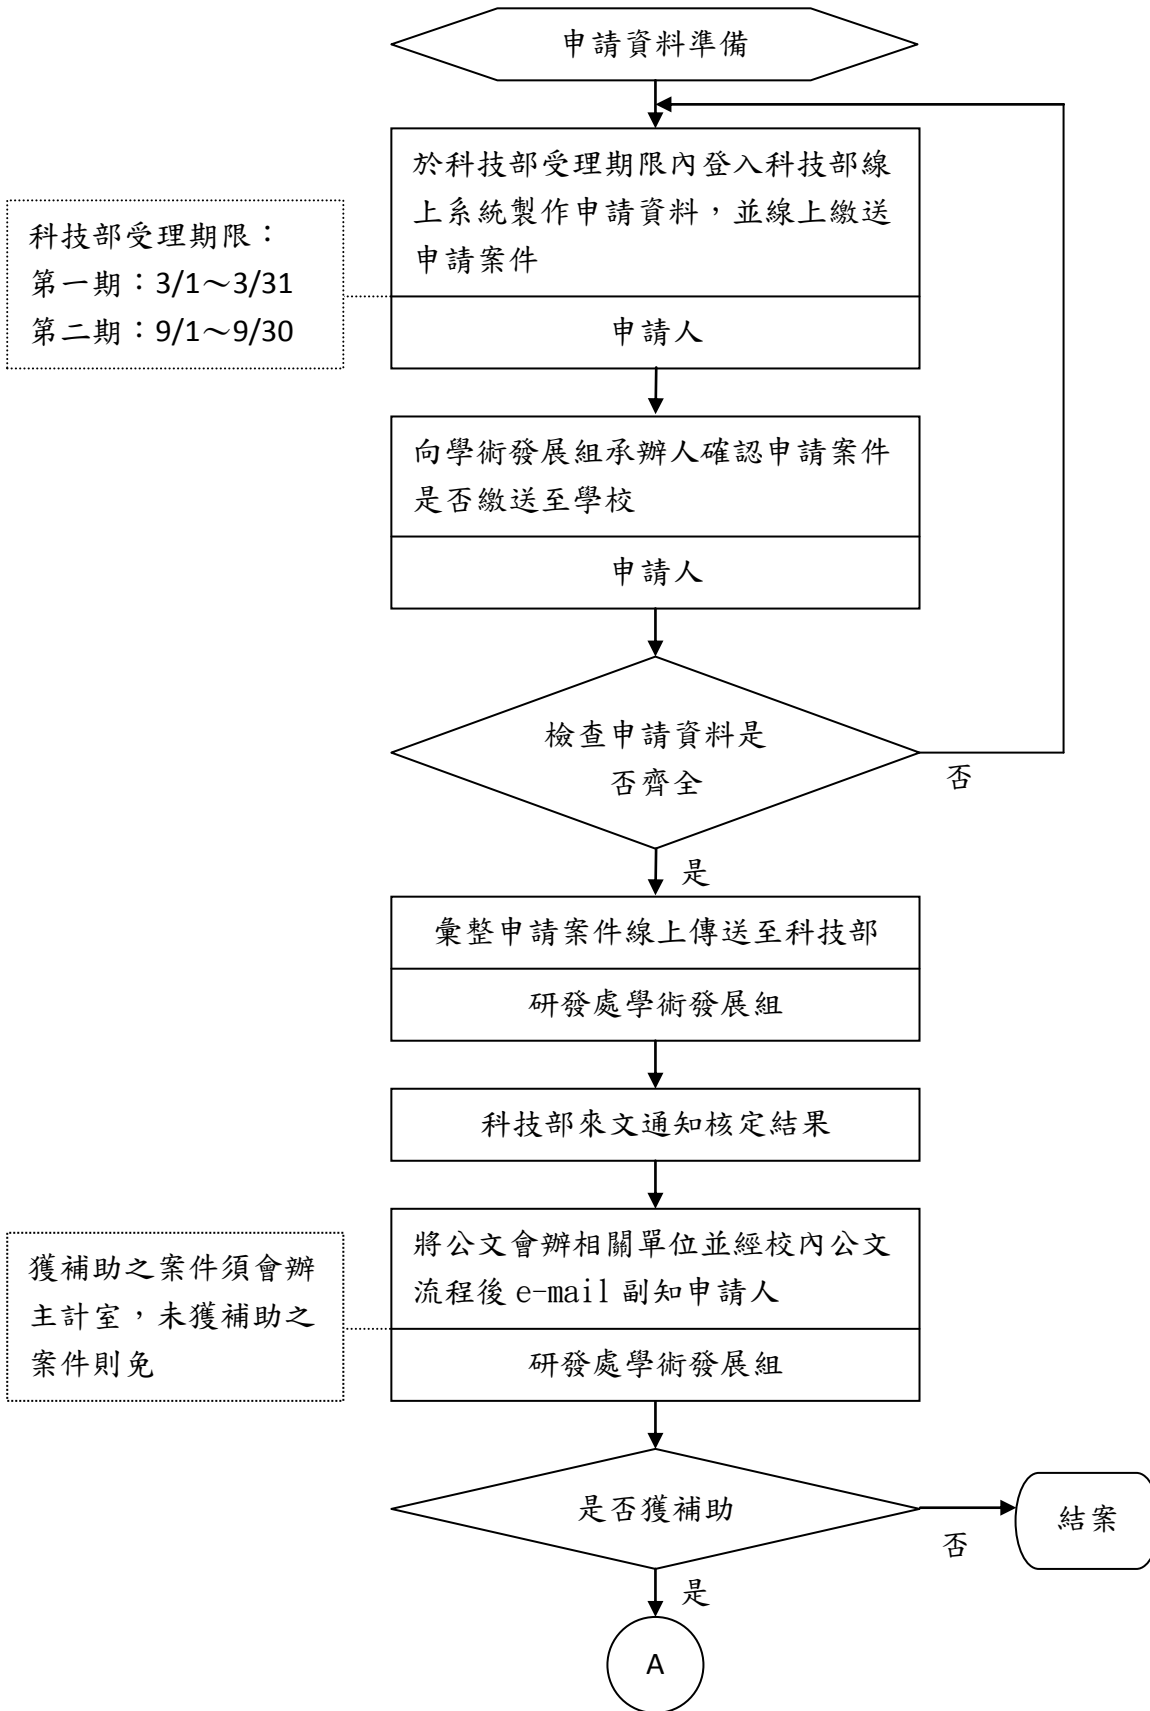 申請資料準備
於科技部受理期限內登入科技部線
上系統製作申請資料，並線上繳送
申請案件
申請人
科技部受理期限：
第一期：3/1～3/31
第二期：9/1～9/30
向學術發展組承辦人確認申請案件
是否繳送至學校
申請人
檢查申請資料是
否齊全
否
是
彙整申請案件線上傳送至科技部
研發處學術發展組
科技部來文通知核定結果
將公文會辦相關單位並經校內公文
流程後 e-mail 副知申請人
研發處學術發展組
獲補助之案件須會辦
主計室，未獲補助之
案件則免
是否獲補助
否
結案
是
A